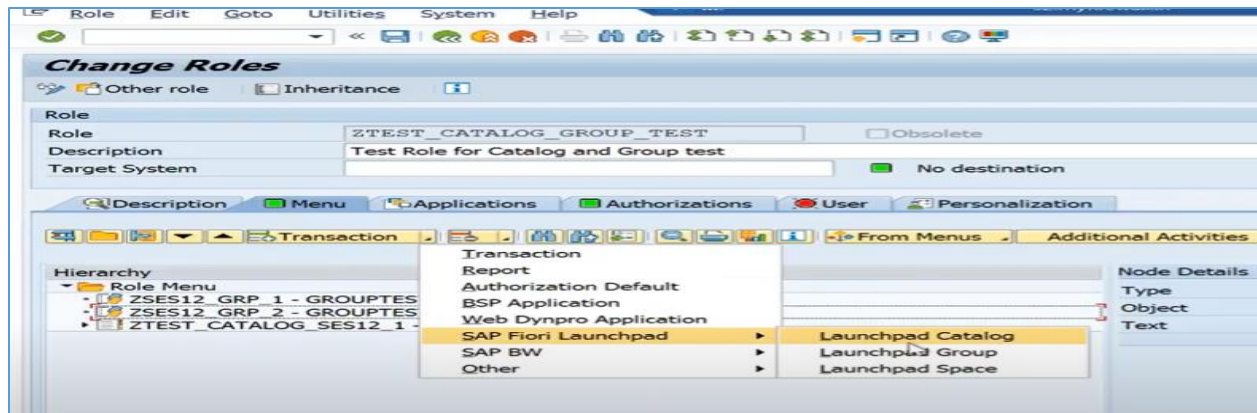 Role Edit Goto Utilities System Help
Change Roles
Other role Inheritance
Role
Role ZTEST_CATALOG_GROUP_TEST Obsolete
Description Test Role for Catalog and Group test
Target System No destination
Description Menu Applications Authorizations User Personalization
Transaction From Menus Additional Activities
Hierarchy
Role Menu
ZSES12_GRP_1 - GROUPTES
ZSES12_GRP_2 - GROUPTES
ZTEST_CATALOG_SES12_1 -
Transaction
Report
Authorization Default
BSP Application
Web Dynpro Application
SAP Fiori Launchpad
SAP BW
Other
Launchpad Catalog
Launchpad Group
Launchpad Space
Node Details
Type
Object
Text